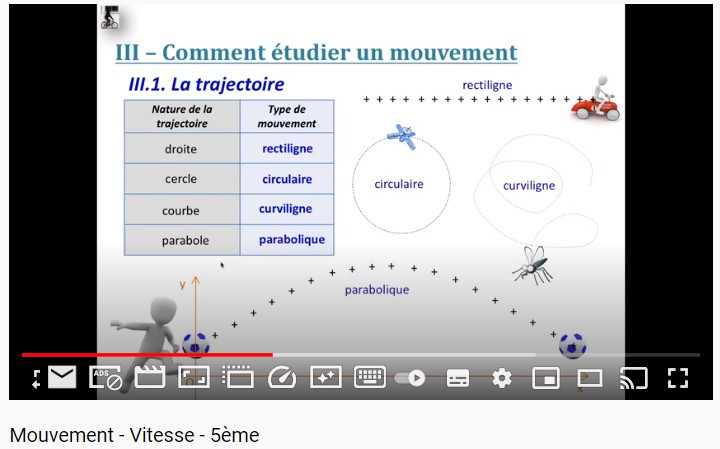 III – Comment étudier un mouvement
III.1. La trajectoire
Nature de la trajectoire
Type de mouvement
droite
rectiligne
cercle
circulaire
courbe
curviligne
parabole
parabolique
rectiligne
circulaire
curviligne
parabolique
y
x
ADS
Mouvement - Vitesse - 5ème